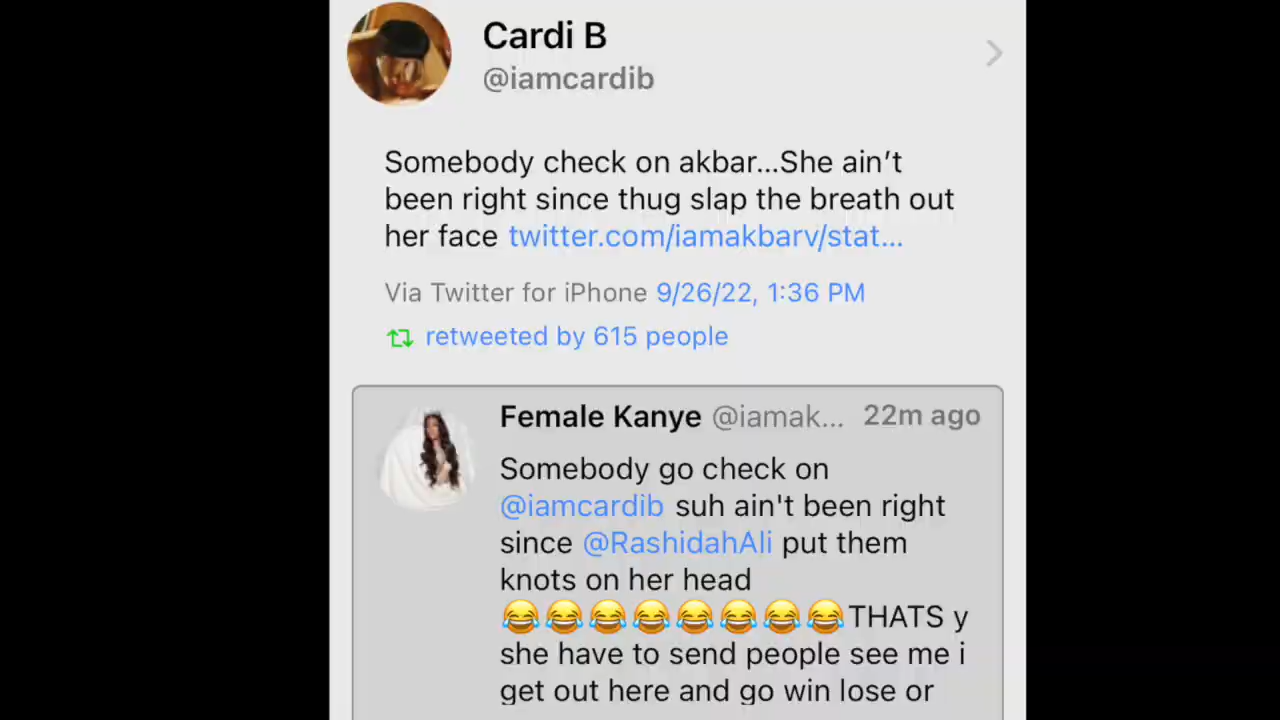 Cardi B
@iamcardib
Somebody check on akbar...She ain’t
been right since thug slap the breath out
her face twitter.com/iamakbarv/stat...
Via Twitter for iPhone 9/26/22, 1:36 PM
retweeted by 615 people
Female Kanye @iamak... 22m ago
Somebody go check on
@iamcardib suh ain't been right
since @RashidahAli put them
knots on her head
😂😂😂😂😂😂😂😂THATS y
she have to send people see me i
get out here and go win lose or